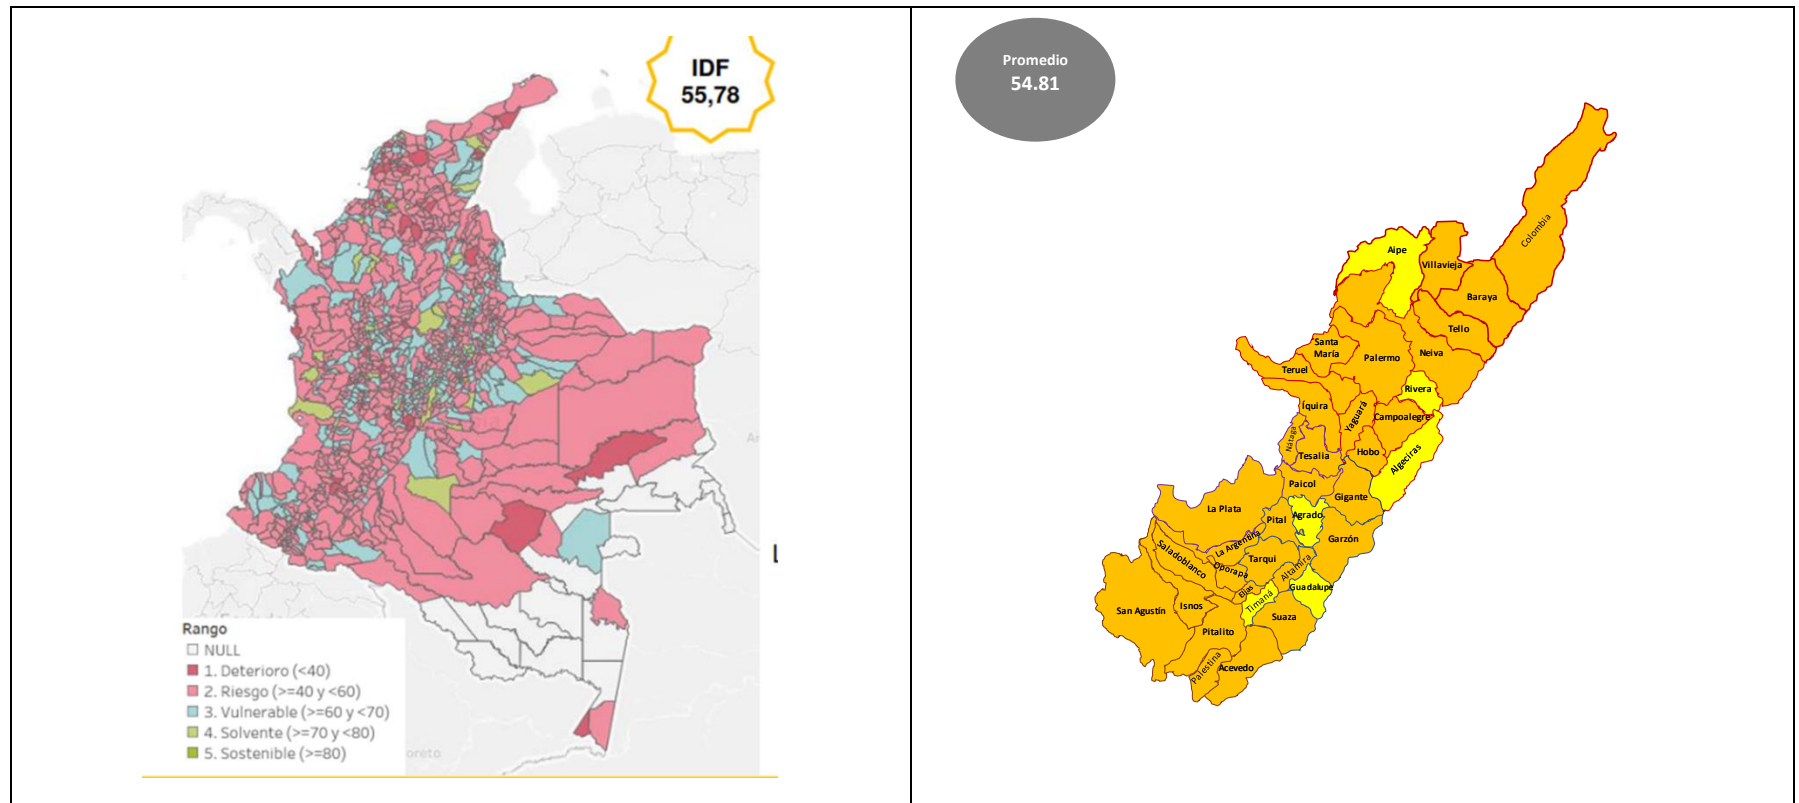 IDF
55,78
Rango
NULL
1. Deterioro (<40)
2. Riesgo (>=40 y <60)
3. Vulnerable (>=60 y <70)
4. Solvente (>=70 y <80)
5. Sostenible (>=80)
Promedio
54.81
Colombia
Aipe
Villavieja
Baraya
Tello
Santa
María
Palermo
Neiva
Teruel
Rivera
Íquira
Yaguará
Campoalegre
Nátaga
Tesalia
Hobo
Algeciras
Paicol
Gigante
La Plata
Pital
Agrado
Garzón
La Argentina
Saladoblanco
Tarqui
Oporapa
Altamira
Elías
Guadalupe
Timaná
San Agustín
Isnos
Suaza
Pitalito
Palestina
Acevedo